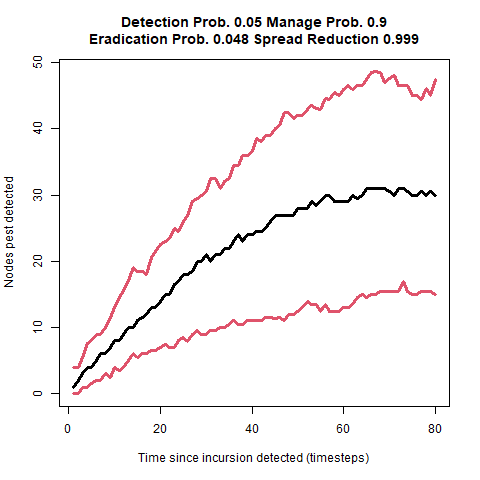 Detection Prob. 0.05 Manage Prob. 0.9
Eradication Prob. 0.048 Spread Reduction 0.999
50
40
30
20
10
0
Nodes pest detected
0 20 40 60 80
Time since incursion detected (timesteps)